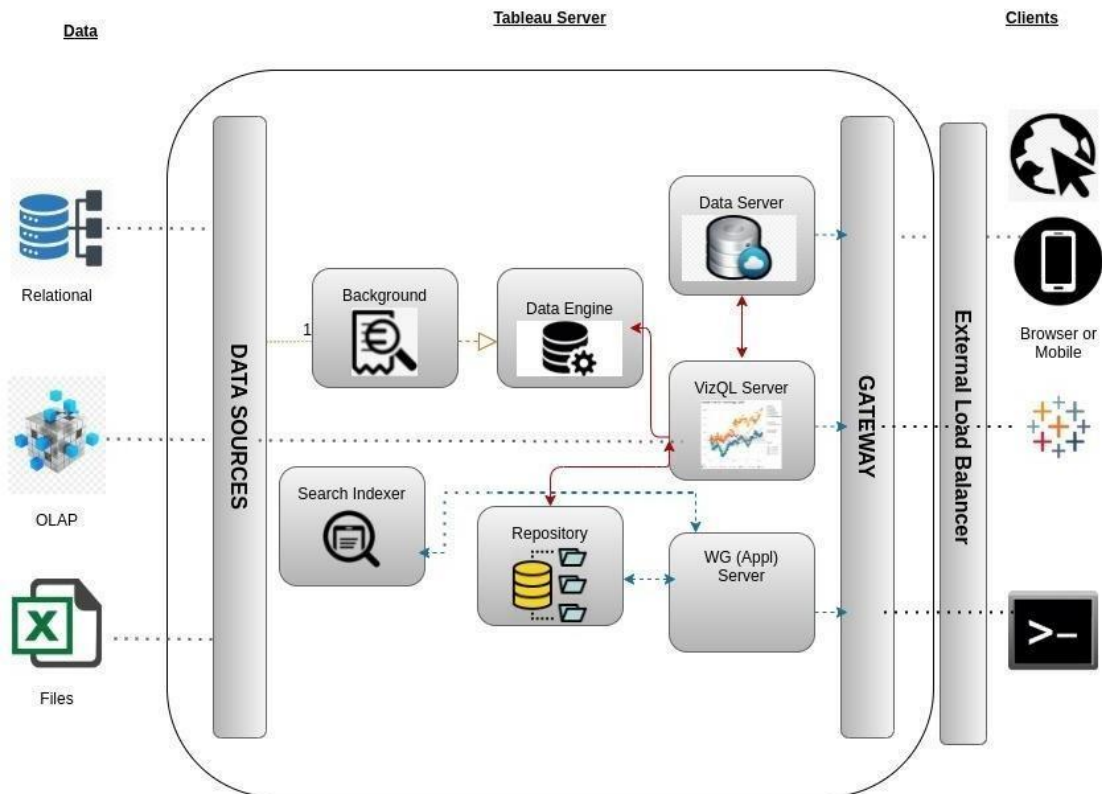 Data
Tableau Server
Clients
Relational
OLAP
Files
DATA SOURCES
1
Background
Data Engine
Data Server
VizQL Server
Search Indexer
Repository
WG (Appl)
Server
GATEWAY
External Load Balancer
Browser or
Mobile
X
>_